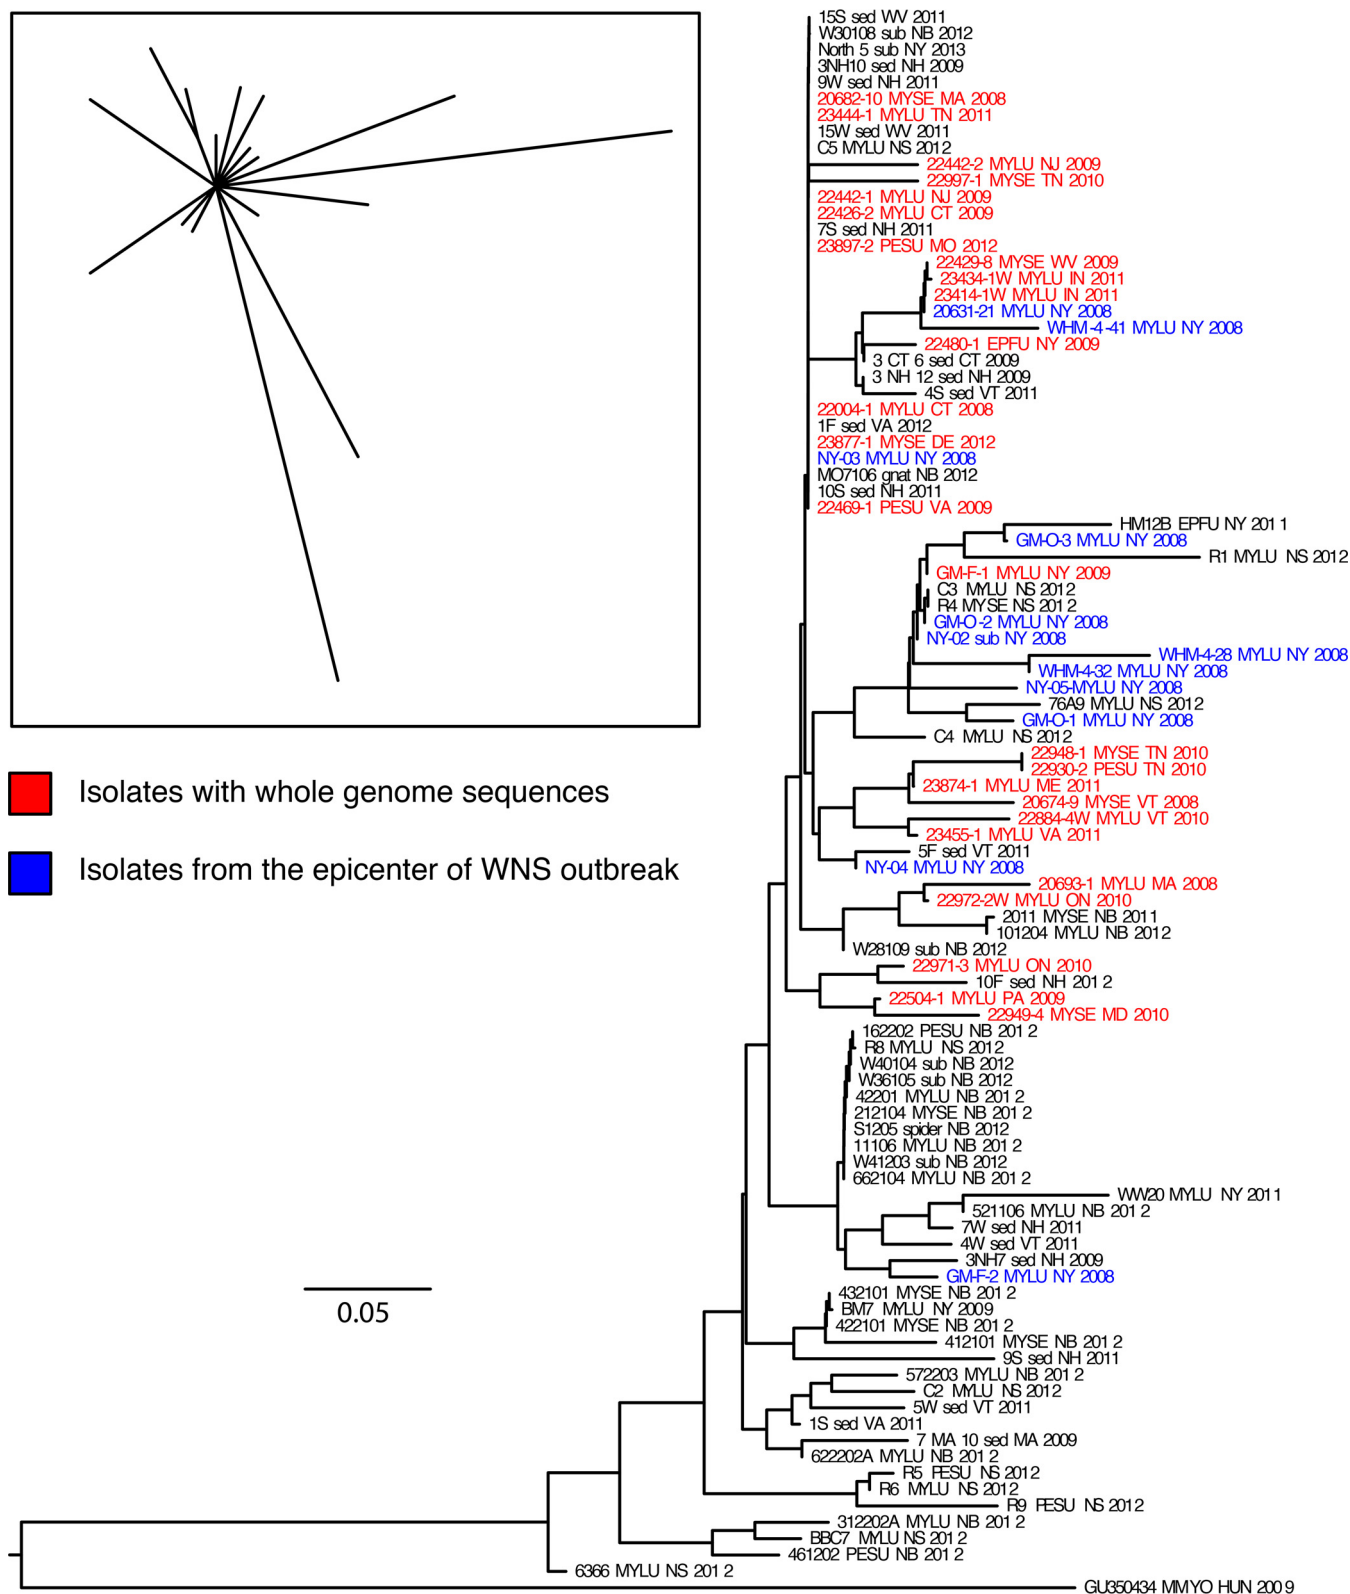 15S sed WV 2011
W30108 sub NB 2012
North 5 sub NY 2013
3NH10 sed NH 2009
9W sed NH 2011
20682-10 MYSE MA 2008
23444-1 MYLU TN 2011
15W sed WV 2011
C5 MYLU NS 2012
22442-2 MYLU NJ 2009
22997-1 MYSE TN 2010
22442-1 MYLU NJ 2009
22426-2 MYLU CT 2009
7S sed NH 2011
23897-2 PESU MO 2012
22429-8 MYSE WV 2009
23434-1W MYLU IN 2011
23414-1W MYLU IN 2011
20631-21 MYLU NY 2008
WHM-4-41 MYLU NY 2008
22480-1 EPFU NY 2009
3 CT 6 sed CT 2009
3 NH 12 sed NH 2009
4S sed VT 2011
22004-1 MYLU CT 2008
1F sed VA 2012
23877-1 MYSE DE 2012
NY-03 MYLU NY 2008
MO7106 gnat NB 2012
10S sed NH 2011
22469-1 PESU VA 2009
HM12B EPFU NY 2011
GM-O-3 MYLU NY 2008
R1 MYLU NS 2012
GM-F-1 MYLU NY 2009
C3 MYLU NS 2012
R4 MYSE NS 2012
GM-O-2 MYLU NY 2008
NY-02 sub NY 2008
WHM-4-28 MYLU NY 2008
WHM-4-32 MYLU NY 2008
NY-05-MYLU NY 2008
76A9 MYLU NS 2012
GM-O-1 MYLU NY 2008
C4 MYLU NS 2012
22948-1 MYSE TN 2010
22930-2 PESU TN 2010
23874-1 MYLU ME 2011
20674-9 MYSE VT 2008
22884-4W MYLU VT 2010
23455-1 MYLU VA 2011
5F sed VT 2011
NY-04 MYLU NY 2008
20693-1 MYLU MA 2008
22972-2W MYLU ON 2010
2011 MYSE NB 2011
101204 MYLU NB 2012
W28109 sub NB 2012
22971-3 MYLU ON 2010
10F sed NH 2012
22504-1 MYLU PA 2009
22949-4 MYSE MD 2010
162202 PESU NB 2012
R8 MYLU NS 2012
W40104 sub NB 2012
W36105 sub NB 2012
42201 MYLU NB 2012
212104 MYSE NB 2012
S1205 spider NB 2012
11106 MYLU NB 2012
W41203 sub NB 2012
662104 MYLU NB 2012
WW20 MYLU NY 2011
521106 MYLU NB 2012
7W sed NH 2011
4W sed VT 2011
3NH7 sed NH 2009
GM-F-2 MYLU NY 2008
432101 MYSE NB 2012
BM7 MYLU NY 2009
422101 MYSE NB 2012
412101 MYSE NB 2012
9S sed NH 2011
572203 MYLU NB 2012
C2 MYLU NS 2012
5W sed VT 2011
1S sed VA 2011
7 MA 10 sed MA 2009
622202A MYLU NB 2012
R5 PESU NS 2012
R6 MYLU NS 2012
R9 PESU NS 2012
312202A MYLU NB 2012
BBC7 MYLU NS 2012
461202 PESU NB 2012
6366 MYLU NS 2012
GU350434 MMYO HUN 2009
Isolates with whole genome sequences
Isolates from the epicenter of WNS outbreak
0.05